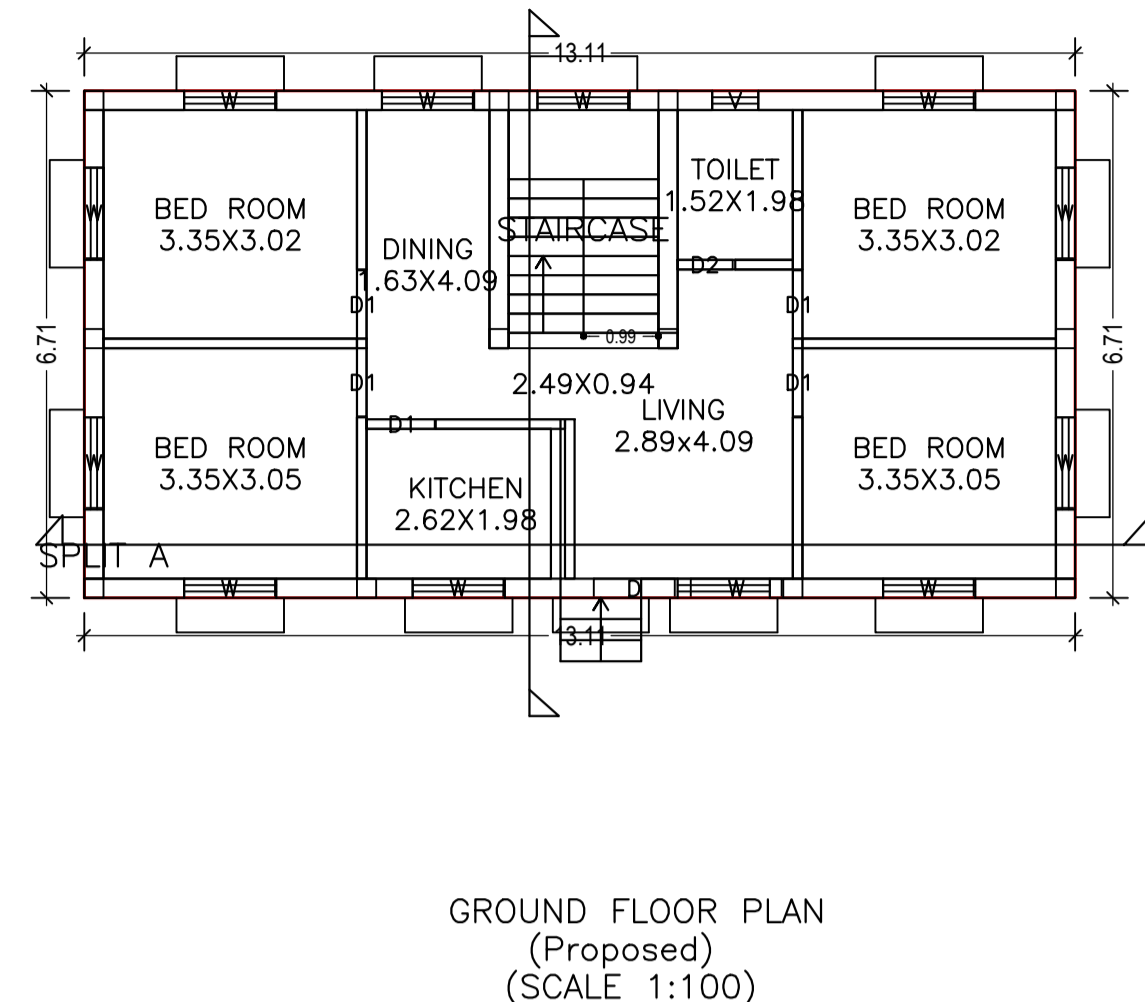 13.11
W
W
W
V
W
TOILET
1.52X1.98
BED ROOM
3.35X3.02
DINING
1.63X4.09
STAIRCASE
BED ROOM
3.35X3.02
W
W
D2
D1
D1
6.71
0.99
6.71
D1
2.49X0.94
D1
LIVING
2.89x4.09
D1
BED ROOM
3.35X3.05
KITCHEN
2.62X1.98
BED ROOM
3.35X3.05
W
W
SPLIT A
W
W
D
W
W
13.11
GROUND FLOOR PLAN
(Proposed)
(SCALE 1:100)